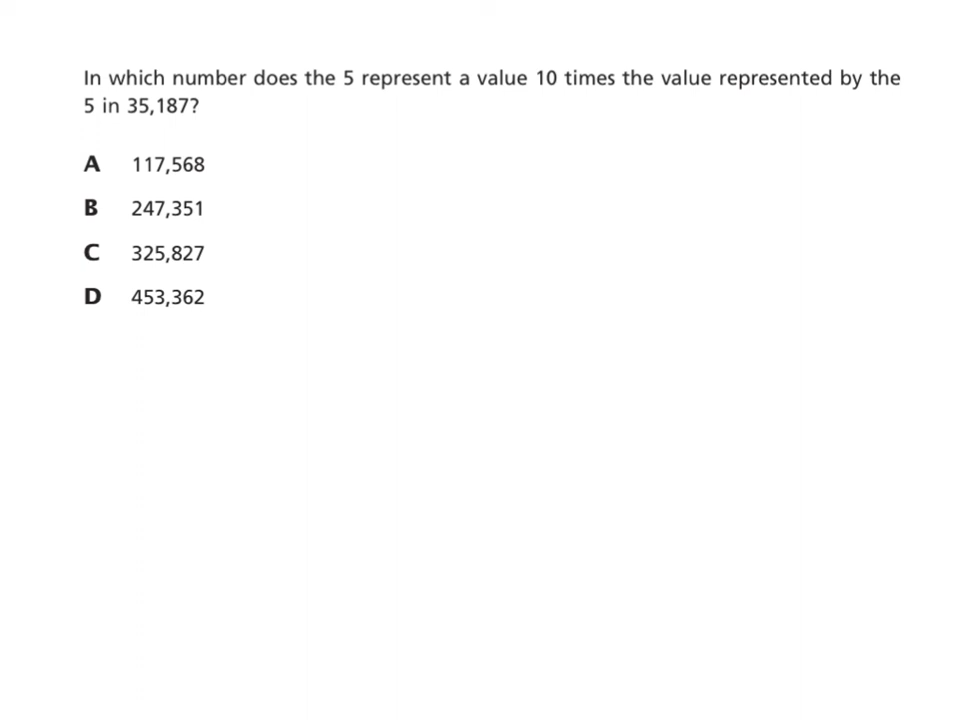 In which number does the 5 represent a value 10 times the value represented by the
5 in 35,187?
A 117,568
B 247,351
C 325,827
D 453,362